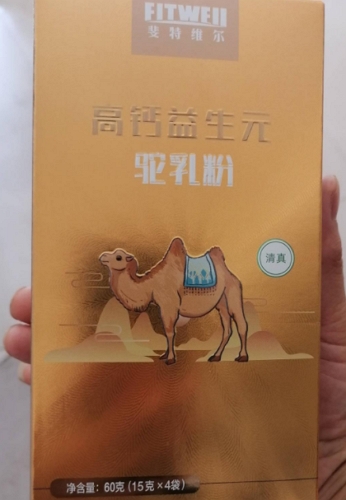 FITWEII
斐特维尔
高钙益生元
驼乳粉
清真
净含量：60克（15克×4袋）